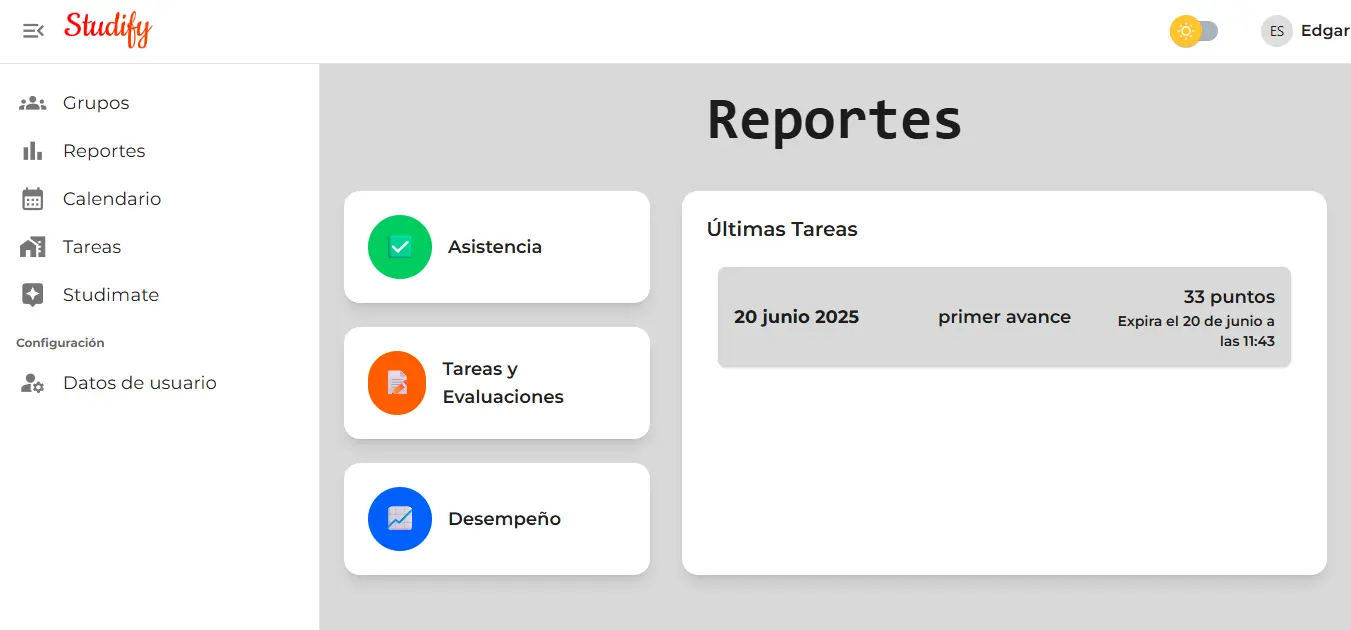 Studify
ES Edgar
Grupos
Reportes
Calendario
Tareas
Studimate
Configuración
Datos de usuario
Reportes
Asistencia
Tareas y
Evaluaciones
Desempeño
Últimas Tareas
20 junio 2025
primer avance
33 puntos
Expira el 20 de junio a
las 11:43